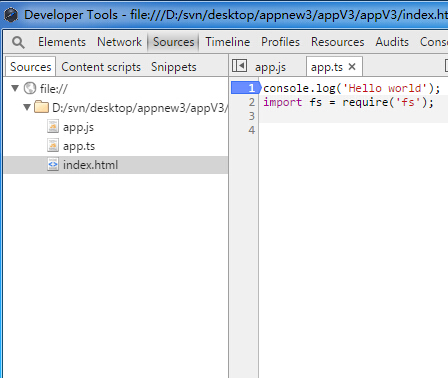 Developer Tools - file:///D:/svn/desktop/appnew3/appV3/appV3/index.ht
Elements Network Sources Timeline Profiles Resources Audits Cons
Sources Content scripts Snippets
app.js app.ts ×
file://
D:/svn/desktop/appnew3/appV3/
app.js
app.ts
index.html
1 console.log('Hello world');
2 import fs = require('fs');
3
4